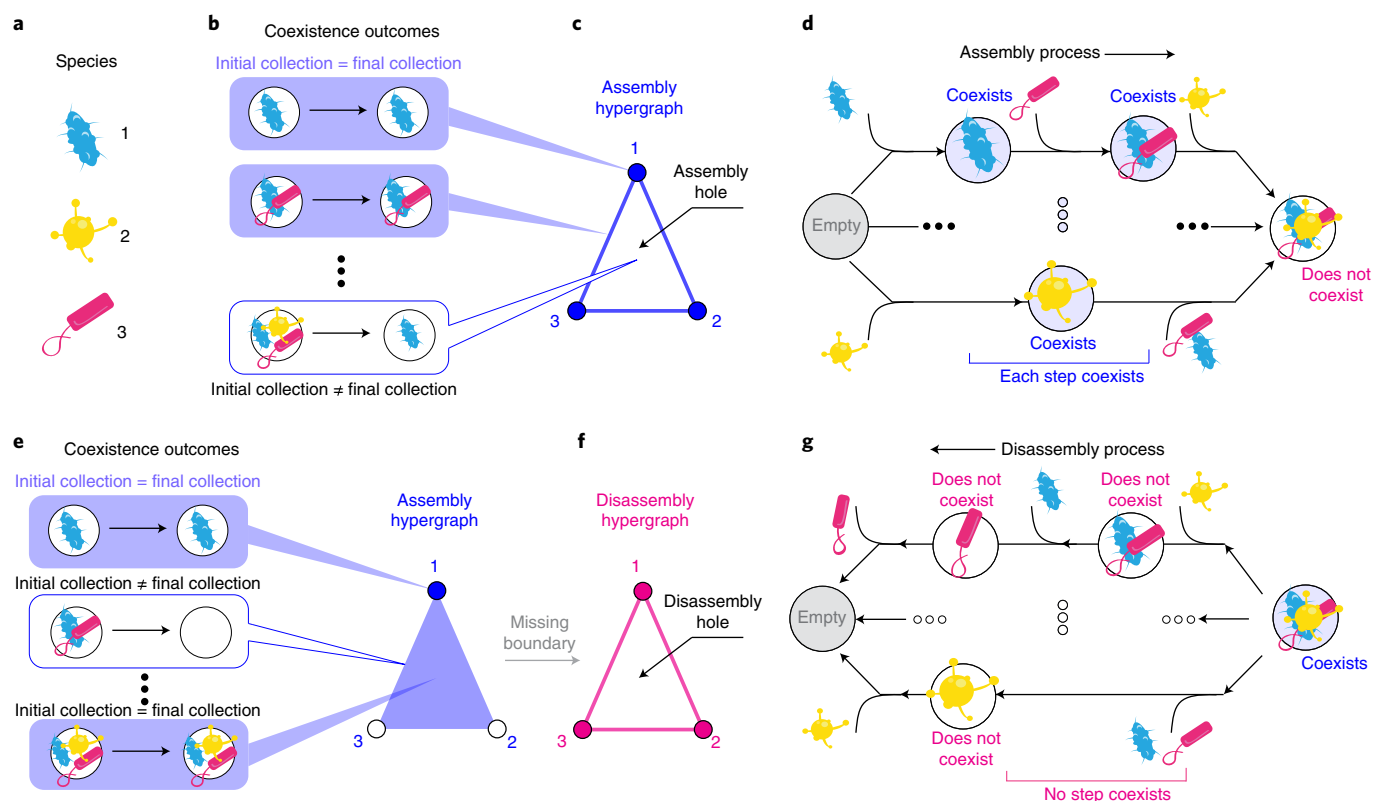 a
Species
1
2
3
b
Coexistence outcomes
Initial collection = final collection
Initial collection ≠ final collection
c
Assembly
hypergraph
1
Assembly
hole
3
2
d
Assembly process
Coexists
Coexists
Empty
Does not
coexist
Coexists
Each step coexists
e
Coexistence outcomes
Initial collection = final collection
Initial collection ≠ final collection
Initial collection = final collection
Assembly
hypergraph
1
3
2
Missing
boundary
f
Disassembly
hypergraph
1
Disassembly
hole
3
2
g
Disassembly process
Does not
coexist
Does not
coexist
Empty
Coexists
Does not
coexist
No step coexists